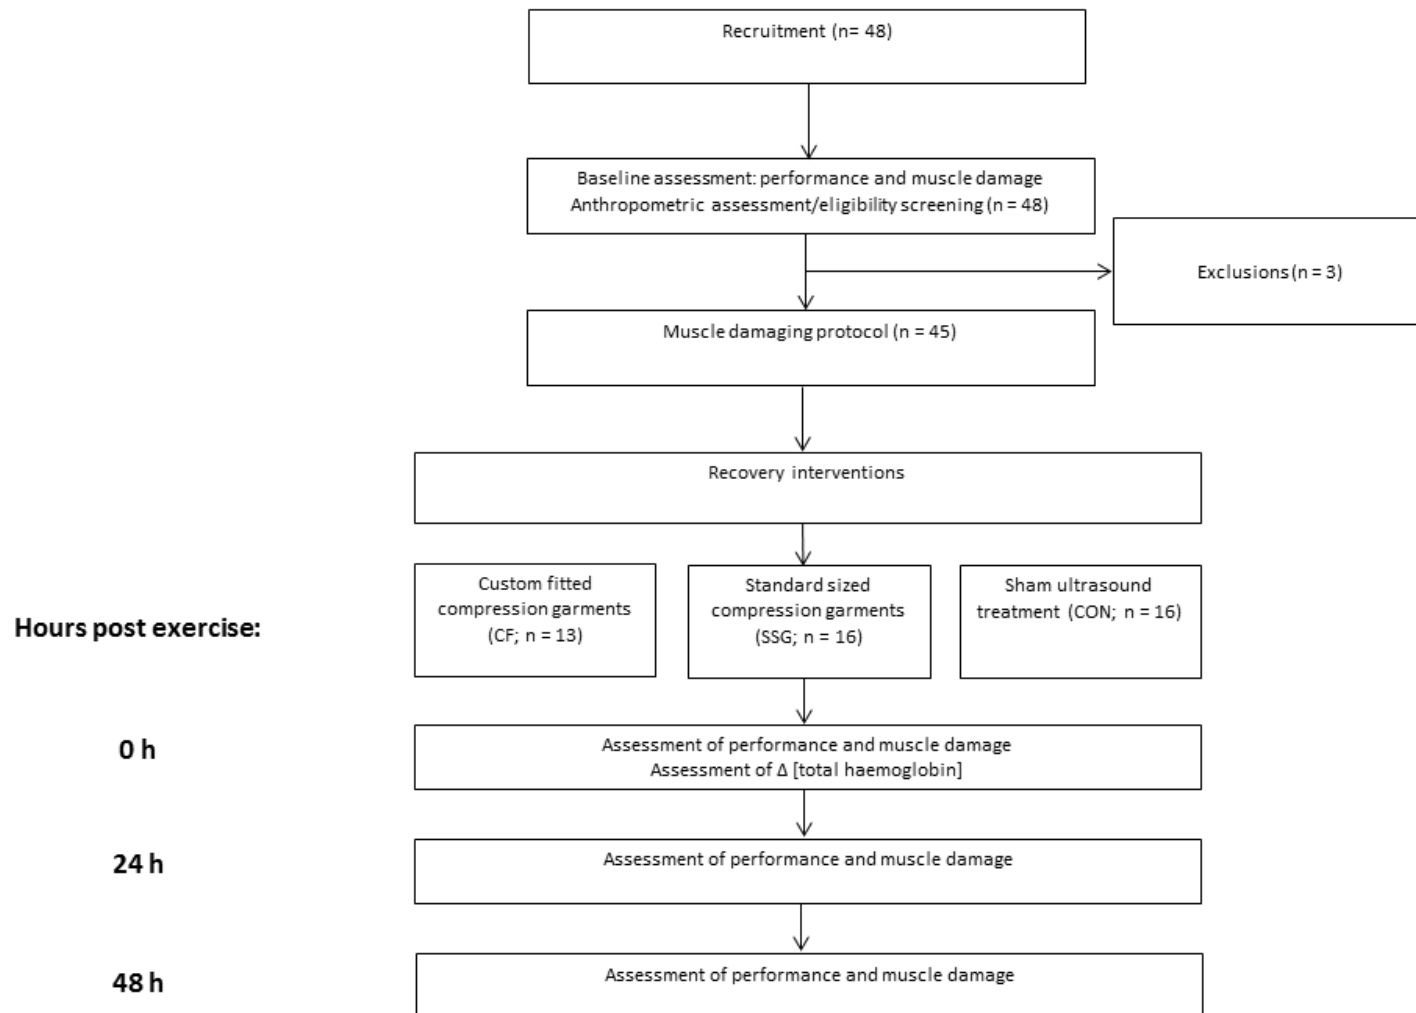 Recruitment (n= 48)
Baseline assessment: performance and muscle damage
Anthropometric assessment/eligibility screening (n = 48)
Exclusions (n = 3)
Muscle damaging protocol (n = 45)
Recovery interventions
Custom fitted
compression garments
(CF; n = 13)
Standard sized
compression garments
(SSG; n = 16)
Sham ultrasound
treatment (CON; n = 16)
Hours post exercise:
0 h
Assessment of performance and muscle damage
Assessment of Δ [total haemoglobin]
24 h
Assessment of performance and muscle damage
48 h
Assessment of performance and muscle damage